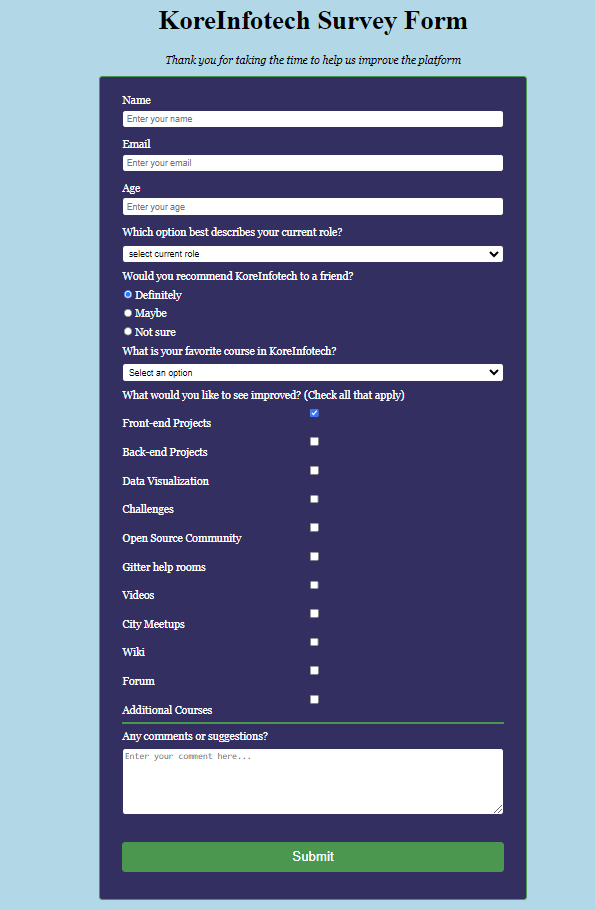 KoreInfotech Survey Form
Thank you for taking the time to help us improve the platform
Name
Enter your name
Email
Enter your email
Age
Enter your age
Which option best describes your current role?
select current role
Would you recommend KoreInfotech to a friend?
Definitely
Maybe
Not sure
What is your favorite course in KoreInfotech?
Select an option
What would you like to see improved? (Check all that apply)
Front-end Projects
Back-end Projects
Data Visualization
Challenges
Open Source Community
Gitter help rooms
Videos
City Meetups
Wiki
Forum
Additional Courses
Any comments or suggestions?
Enter your comment here...
Submit